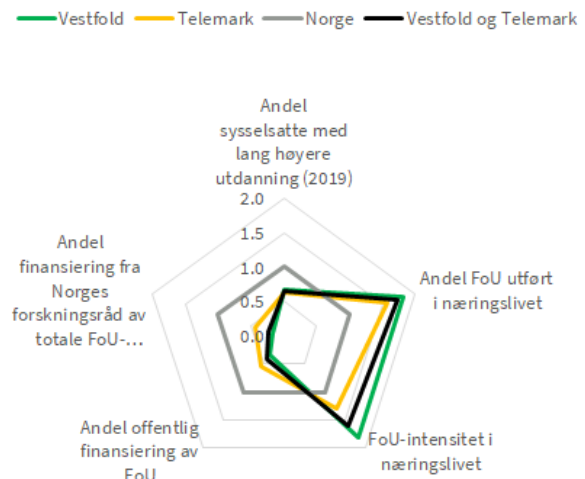 Vestfold Telemark Norge Vestfold og Telemark
Andel
sysselsatte med
lang høyere
utdanning (2019)
2.0
1.5
1.0
0.5
0.0
Andel FoU utført
i næringslivet
FoU-intensitet i
næringslivet
Andel offentlig
finansiering av
FoU
Andel
finansiering fra
Norges
forskningsråd av
totale FoU-...